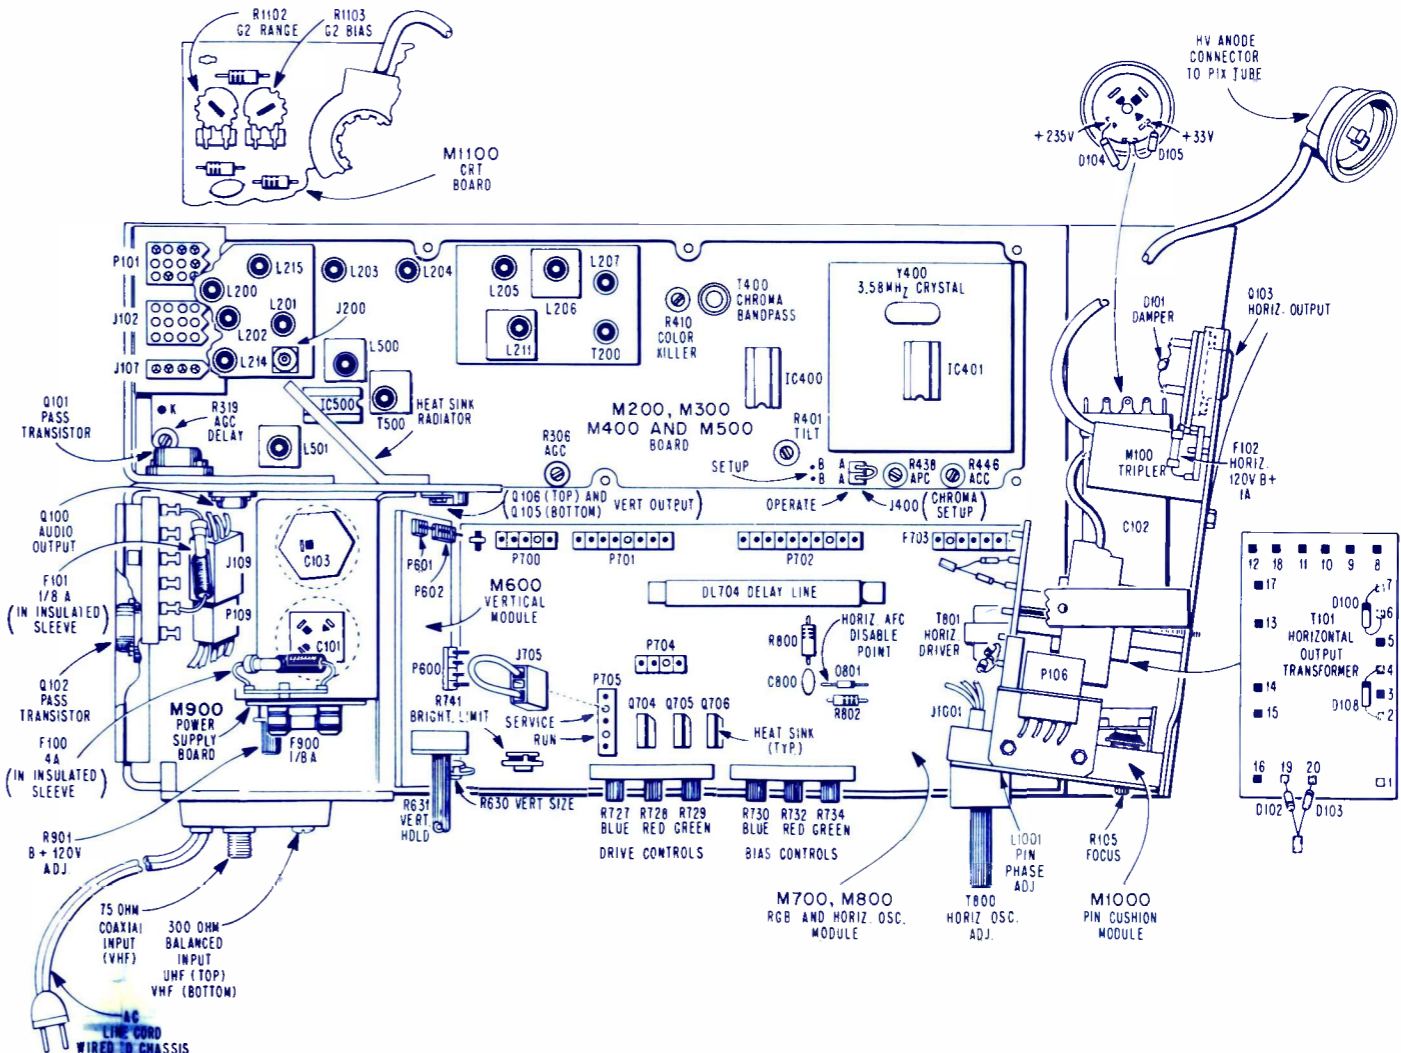 R1102
G2 RANGE
R1103
G2 BIAS
M1100
CRT
BOARD
HV ANODE
CONNECTOR
TO PIX TUBE
+235V
+33V
D104
D105
P101
J102
J107
L215
L203
L204
L200
L201
L202
J200
L214
L500
IC500
T500
L501
L205
L206
L207
L211
T200
R410
COLOR
KILLER
T400
CHROMA
BANDPASS
Y400
3.58MHz CRYSTAL
IC400
IC401
D101
DAMPER
Q103
HORIZ. OUTPUT
Q101
PASS
TRANSISTOR
K
R319
AGC
DELAY
HEAT SINK
RADIATOR
M200, M300
M400 AND M500
BOARD
R306
AGC
R401
TILT
SETUP
B A
B A
OPERATE
J400
R438
APC
R446
ACC
(CHROMA
SETUP)
M100
TRIPLER
F102
HORIZ.
120V B+
1A
C102
Q100
AUDIO
OUTPUT
(Q106 (TOP) AND
Q105 (BOTTOM) VERT OUTPUT)
F101
1/8 A
(IN INSULATED
SLEEVE)
J109
P109
C103
C101
P601
P602
M600
VERTICAL
MODULE
P600
P700
P701
P702
F703
DL704 DELAY LINE
R800
C800
HORIZ. AFC
DISABLE
POINT
Q801
R802
T801
HORIZ.
DRIVER
P704
J705
P705
SERVICE
RUN
Q704
Q705
Q706
HEAT SINK
(TYP.)
R741
BRIGHT. LIMIT
Q102
PASS
TRANSISTOR
M900
POWER
SUPPLY
BOARD
F900
1/8A
F100
4A
(IN INSULATED
SLEEVE)
R901
B+ 120V
ADJ.
R631
VERT
HOLD
R630 VERT SIZE
R727
BLUE
R728
RED
R729
GREEN
DRIVE CONTROLS
R730
BLUE
R732
RED
R734
GREEN
BIAS CONTROLS
J1001
P106
M700, M800
RGB AND HORIZ. OSC.
MODULE
T800
HORIZ OSC.
ADJ.
L1001
PIN
PHASE
ADJ
R105
FOCUS
M1000
PIN CUSHION
MODULE
12 18 11 10 9 8
17
13
14
15
16 19 20
7
6
5
4
3
2
1
D100
D108
T101
HORIZONTAL
OUTPUT
TRANSFORMER
D102
D103
75 OHM
COAXIAL
INPUT
(VHF)
300 OHM
BALANCED
INPUT
UHF (TOP)
VHF (BOTTOM)
AC
LINE CORD
WIRED TO CHASSIS